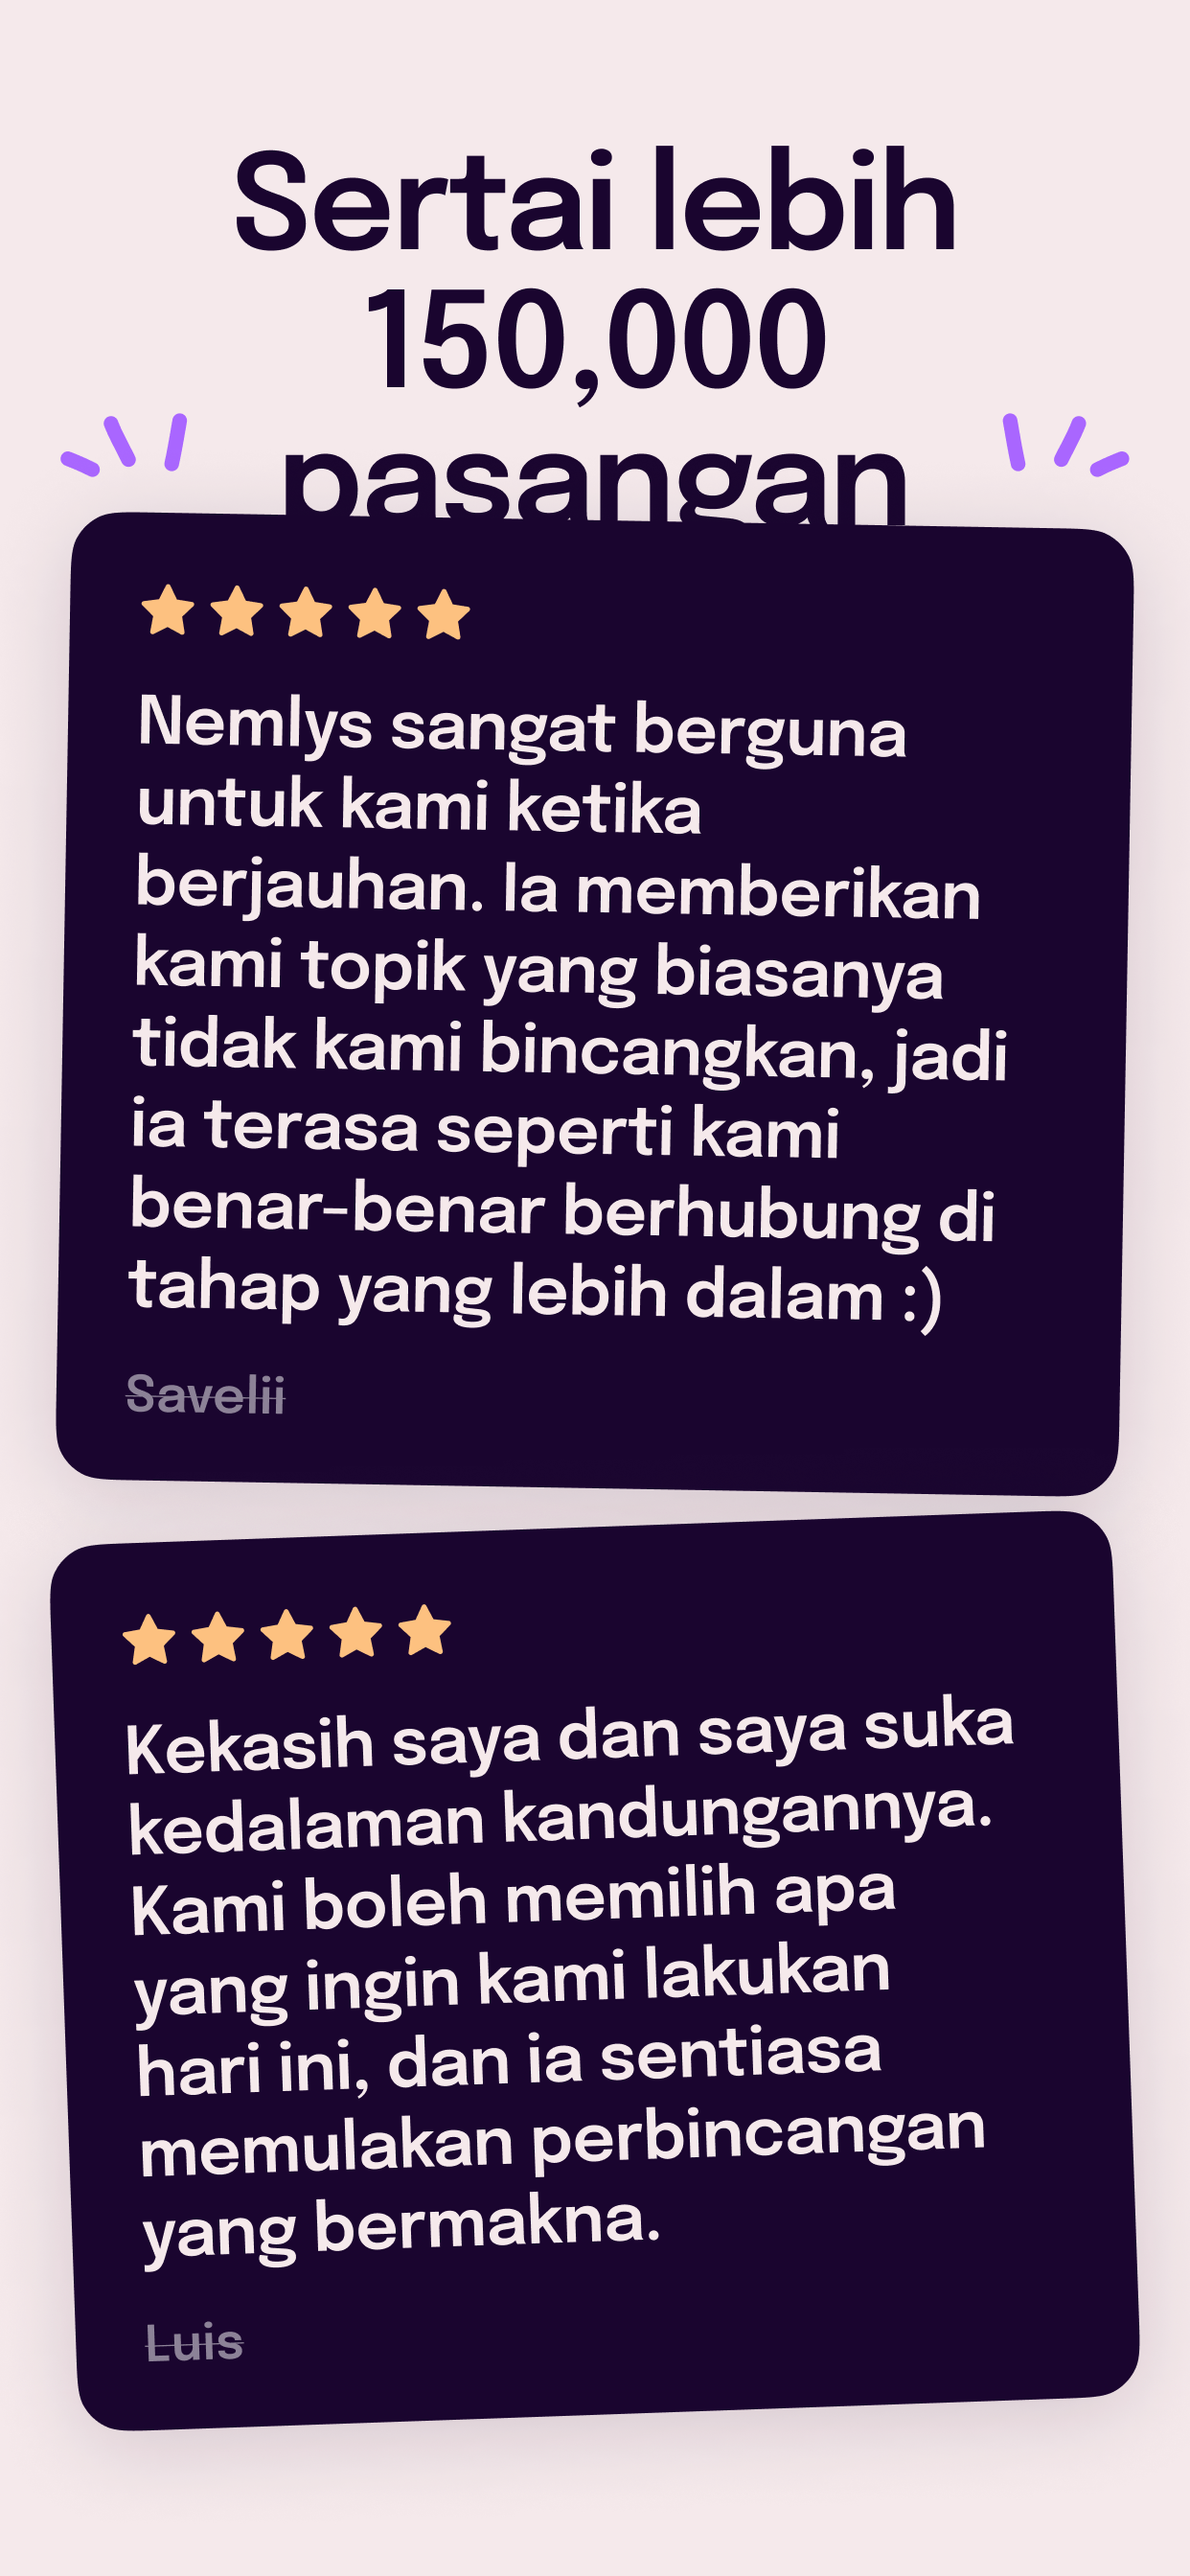 Sertai lebih
150,000
pasangan
Nemlys sangat berguna
untuk kami ketika
berjauhan. Ia memberikan
kami topik yang biasanya
tidak kami bincangkan, jadi
ia terasa seperti kami
benar-benar berhubung di
tahap yang lebih dalam :)
Savelii
Kekasih saya dan saya suka
kedalaman kandungannya.
Kami boleh memilih apa
yang ingin kami lakukan
hari ini, dan ia sentiasa
memulakan perbincangan
yang bermakna.
Luis